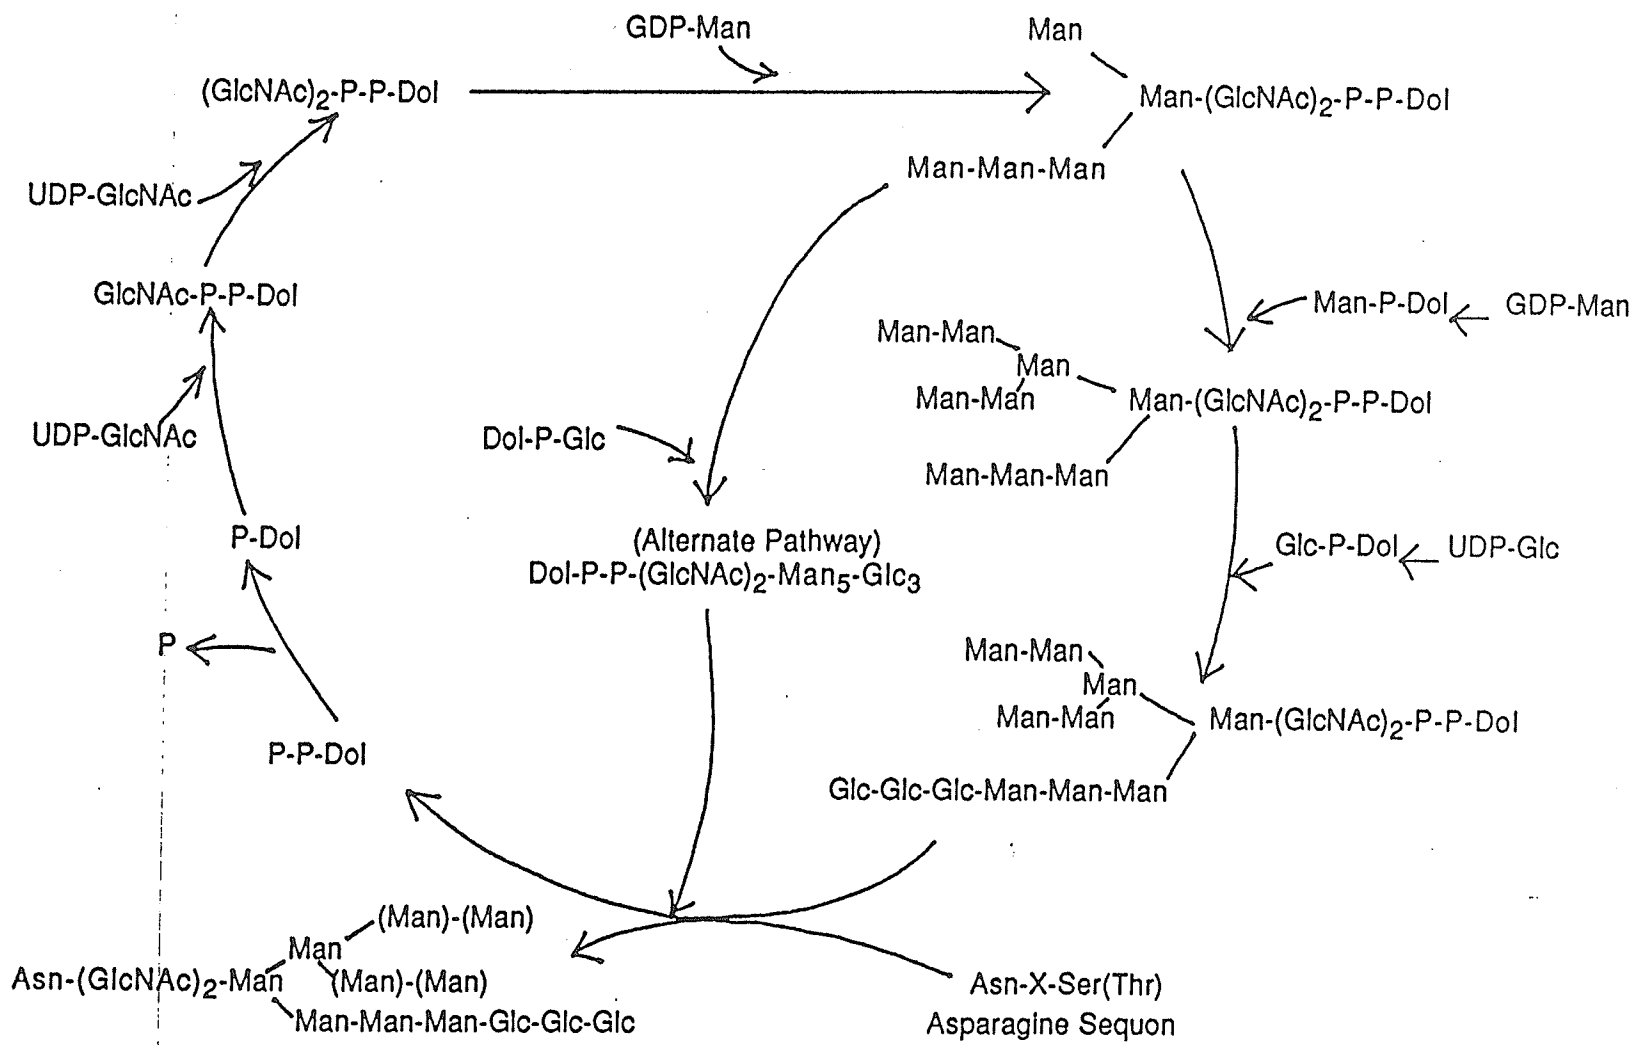 GDP-Man
Man
(GlcNAc)2-P-P-Dol
Man-(GlcNAc)2-P-P-Dol
Man-Man-Man
UDP-GlcNAc
GlcNAc-P-P-Dol
Man-P-Dol
GDP-Man
Man-Man
Man
Man-Man
Man-(GlcNAc)2-P-P-Dol
Man-Man-Man
UDP-GlcNAc
Dol-P-Glc
P-Dol
(Alternate Pathway)
Dol-P-P-(GlcNAc)2-Man5-Glc3
Glc-P-Dol
UDP-Glc
P
Man-Man
Man
Man-Man
Man-(GlcNAc)2-P-P-Dol
P-P-Dol
Glc-Glc-Glc-Man-Man-Man
(Man)-(Man)
Man
Asn-(GlcNAc)2-Man
(Man)-(Man)
Man-Man-Man-Glc-Glc-Glc
Asn-X-Ser(Thr)
Asparagine Sequon